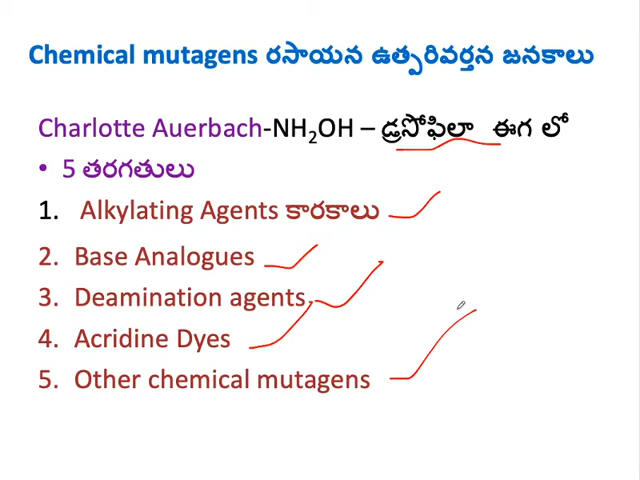 Chemical mutagens రసాయన ఉత్పరివర్తన జనకాలు
Charlotte Auerbach-NH₂OH – డ్రసోఫిలా ఈగ లో
• 5 తరగతులు
1. Alkylating Agents కారకాలు
2. Base Analogues
3. Deamination agents
4. Acridine Dyes
5. Other chemical mutagens